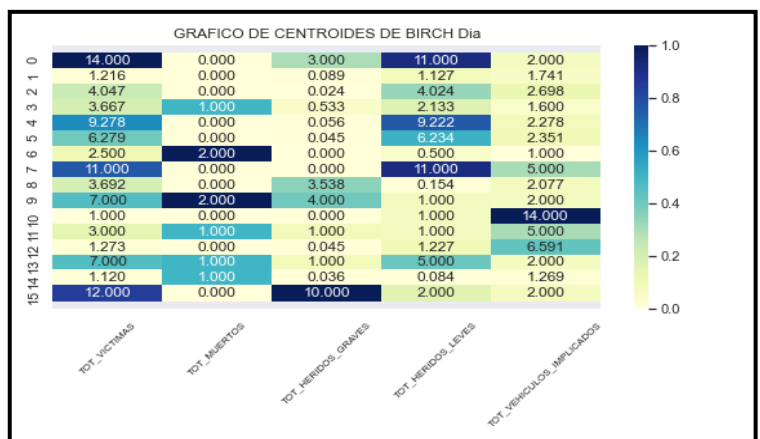 GRAFICO DE CENTROIDES DE BIRCH Dia
0 14.000 0.000 3.000 11.000 2.000
1 1.216 0.000 0.089 1.127 1.741
2 4.047 0.000 0.024 4.024 2.698
3 3.667 1.000 0.533 2.133 1.600
4 9.278 0.000 0.056 9.222 2.278
5 6.279 0.000 0.045 6.234 2.351
6 2.500 2.000 0.000 0.500 1.000
7 11.000 0.000 0.000 11.000 5.000
8 3.692 0.000 3.538 0.154 2.077
9 7.000 2.000 4.000 1.000 2.000
10 1.000 0.000 0.000 1.000 14.000
11 3.000 1.000 1.000 1.000 5.000
12 1.273 0.000 0.045 1.227 6.591
13 7.000 1.000 1.000 5.000 2.000
14 1.120 1.000 0.036 0.084 1.269
15 12.000 0.000 10.000 2.000 2.000
TOT_VICTIMAS TOT_MUERTOS TOT_HERIDOS_GRAVES TOT_HERIDOS_LEVES TOT_VEHICULOS_IMPLICADOS
1.0
0.8
0.6
0.4
0.2
0.0